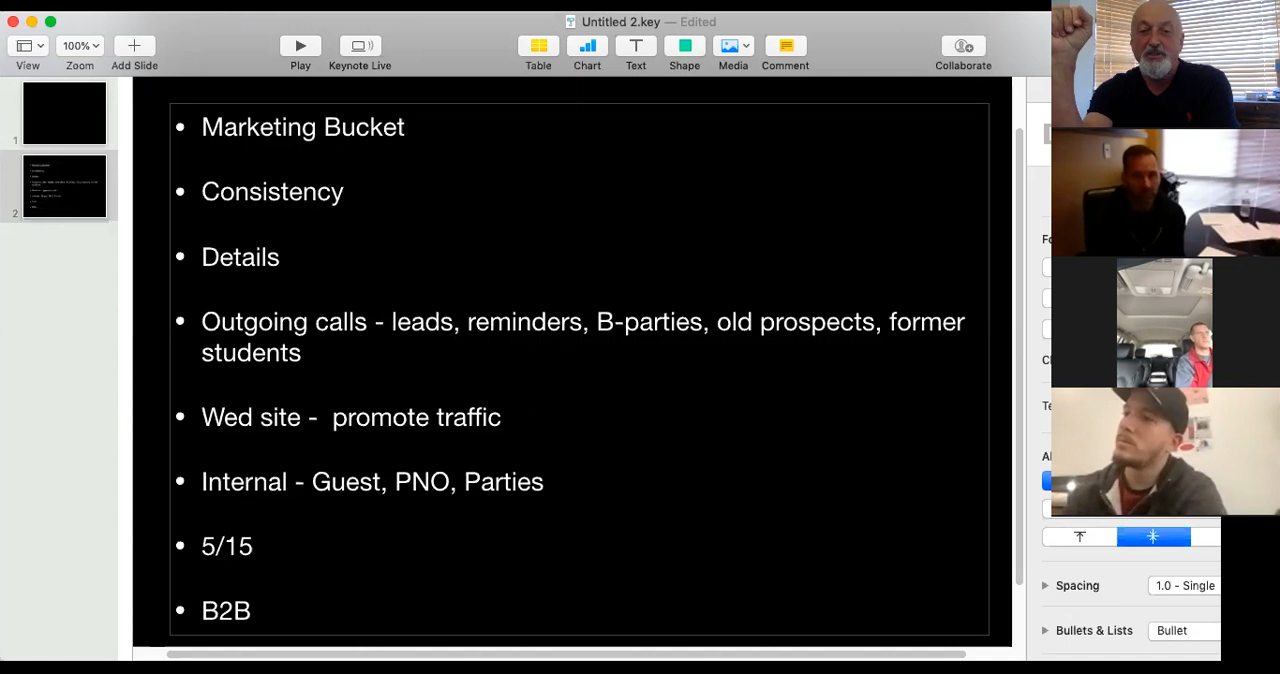 Untitled 2.key — Edited
100%
View
Zoom
Add Slide
Play
Keynote Live
Table
Chart
Text
Shape
Media
Comment
Collaborate
1
2
• Marketing Bucket
• Consistency
• Details
• Outgoing calls - leads, reminders, B-parties, old prospects, former
students
• Wed site -  promote traffic
• Internal - Guest, PNO, Parties
• 5/15
• B2B
Spacing
1.0 - Single
Bullets & Lists
Bullet